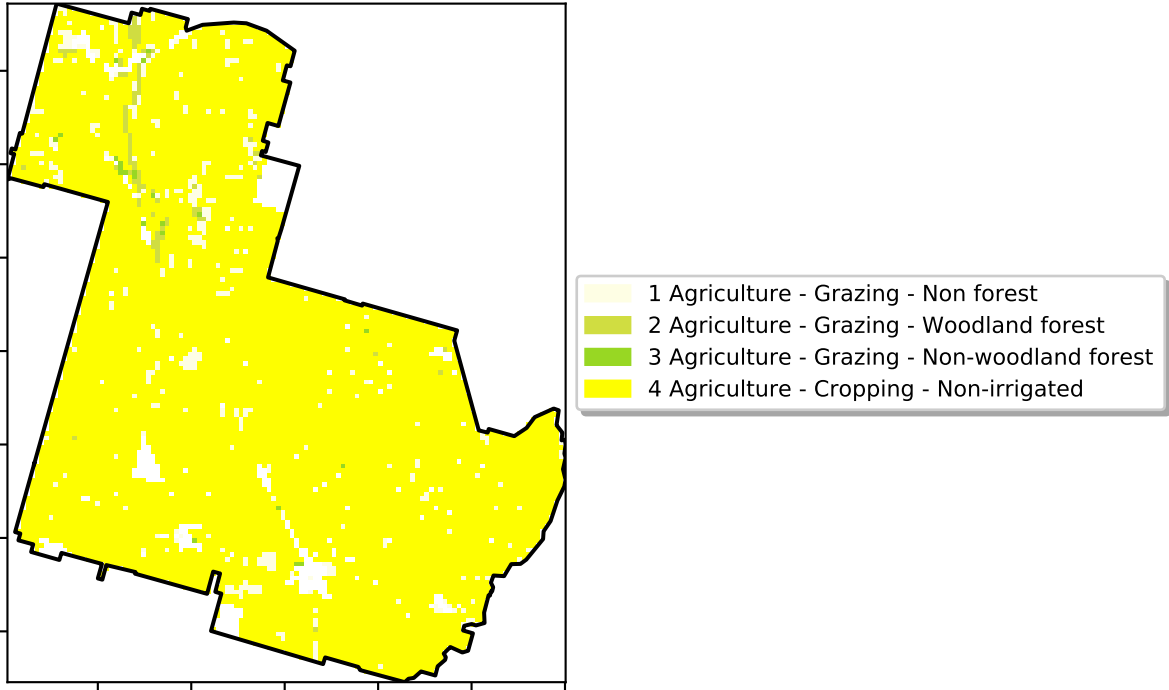 1 Agriculture - Grazing - Non forest
2 Agriculture - Grazing - Woodland forest
3 Agriculture - Grazing - Non-woodland forest
4 Agriculture - Cropping - Non-irrigated